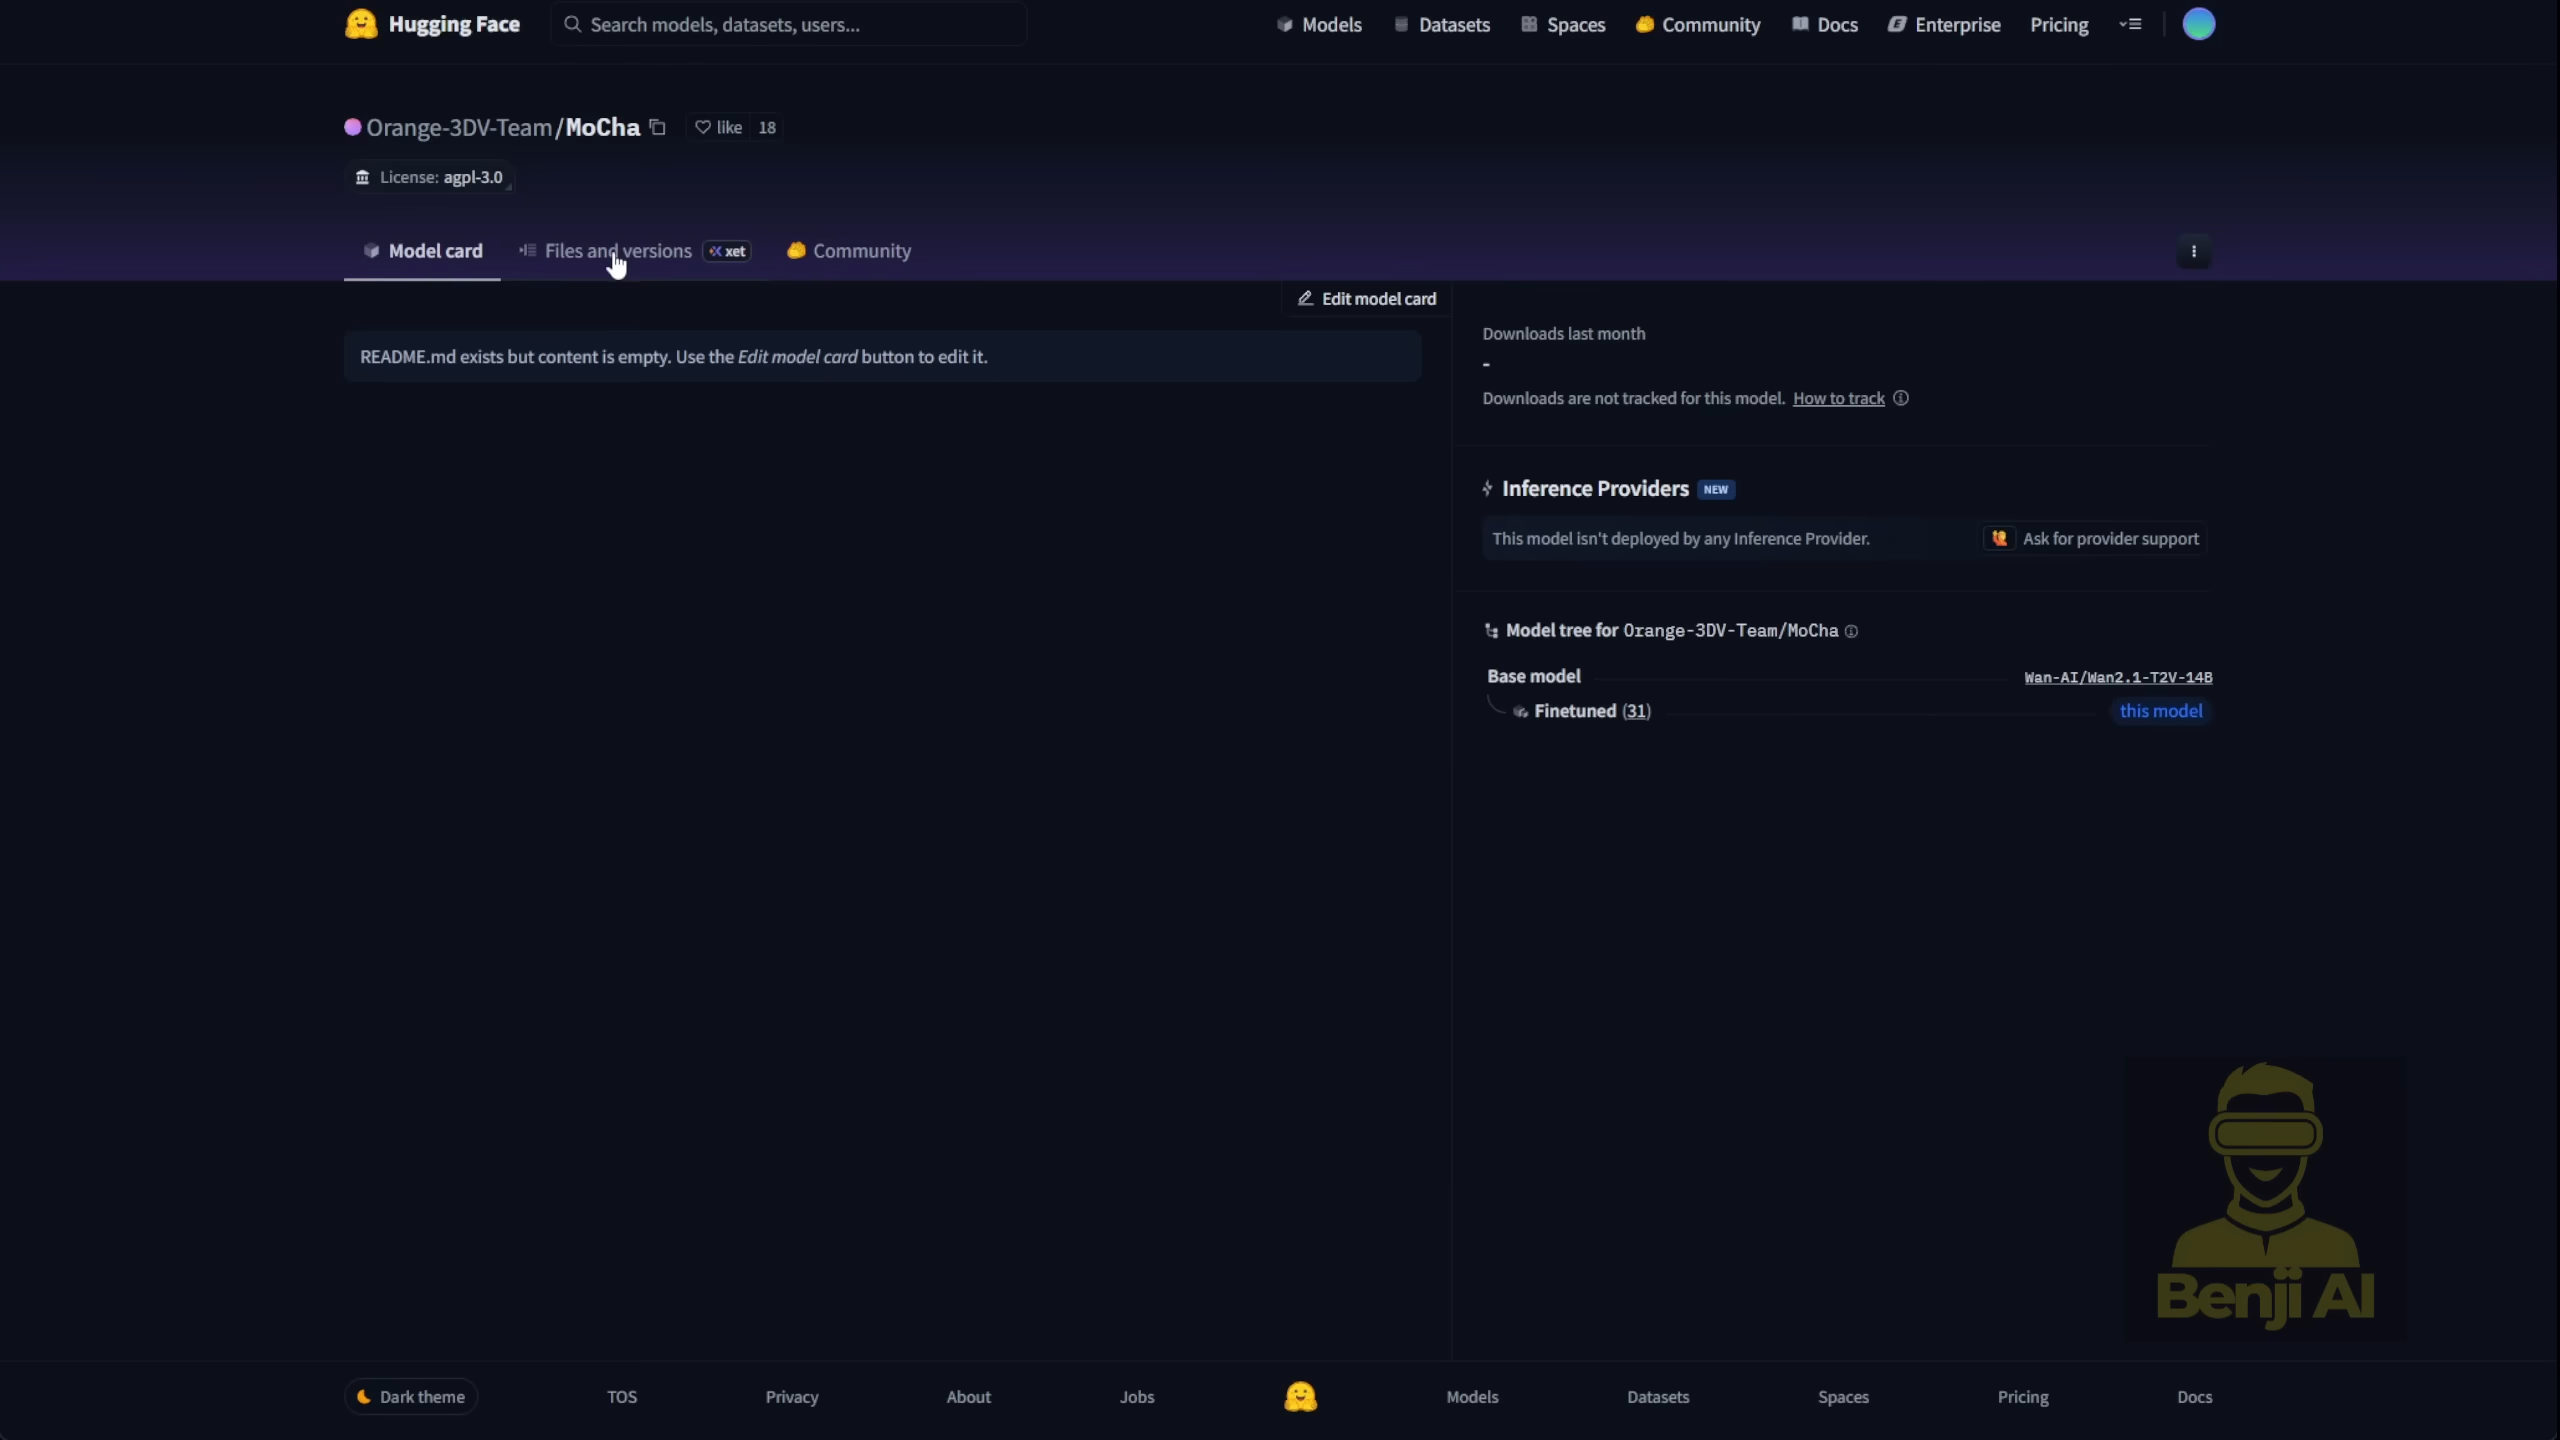 Hugging Face
Search models, datasets, users...
Models
Datasets
Spaces
Community
Docs
Enterprise
Pricing
Orange-3DV-Team/MoCha
like 18
License: agpl-3.0
Model card
Files and versions
xet
Community
Edit model card
README.md exists but content is empty. Use the Edit model card button to edit it.
Downloads last month
-
Downloads are not tracked for this model. How to track
Inference Providers NEW
This model isn't deployed by any Inference Provider.
Ask for provider support
Model tree for Orange-3DV-Team/MoCha
Base model
Wan-AI/Wan2.1-T2V-14B
Finetuned (31)
this model
Benji AI
Dark theme
TOS
Privacy
About
Jobs
Models
Datasets
Spaces
Pricing
Docs